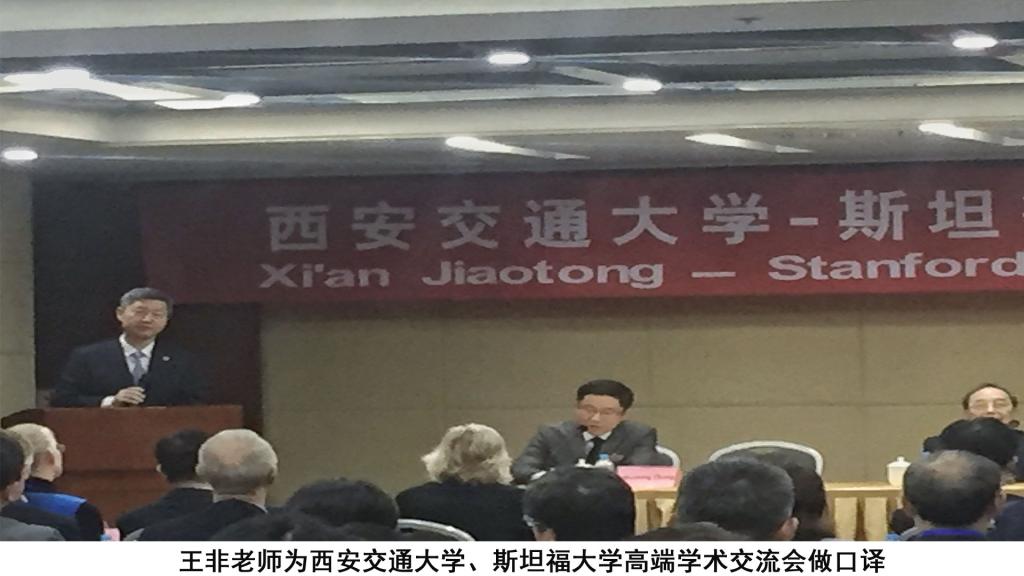 西安交通大学-斯坦
Xi'an Jiaotong – Stanford
王非老师为西安交通大学、斯坦福大学高端学术交流会做口译